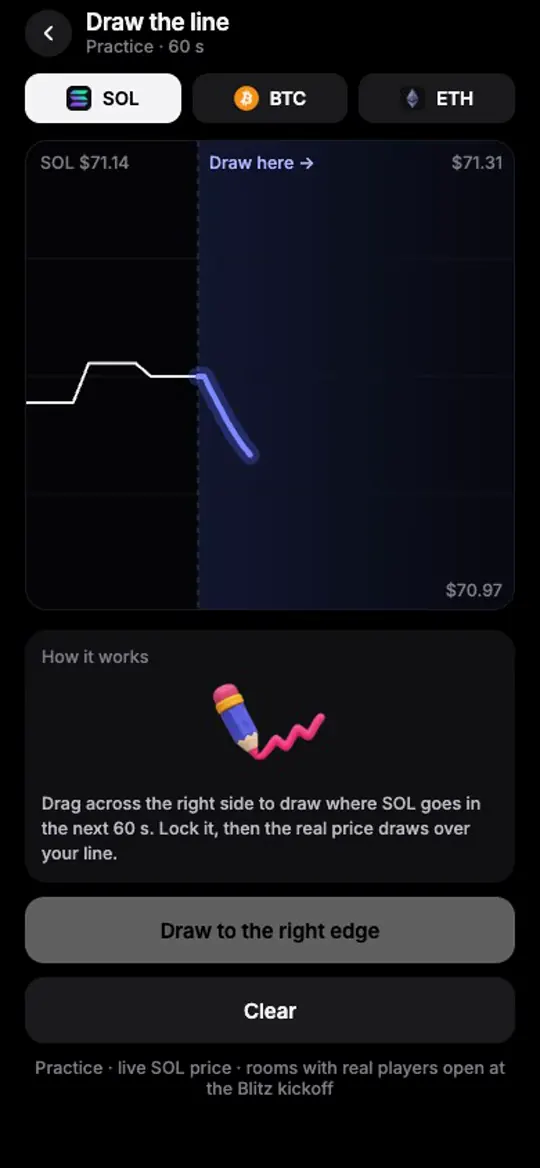 Draw the line
Practice · 60 s
SOL
BTC
ETH
SOL $71.14
Draw here →
$71.31
$70.97
How it works
Drag across the right side to draw where SOL goes in
the next 60 s. Lock it, then the real price draws over
your line.
Draw to the right edge
Clear
Practice · live SOL price · rooms with real players open at
the Blitz kickoff